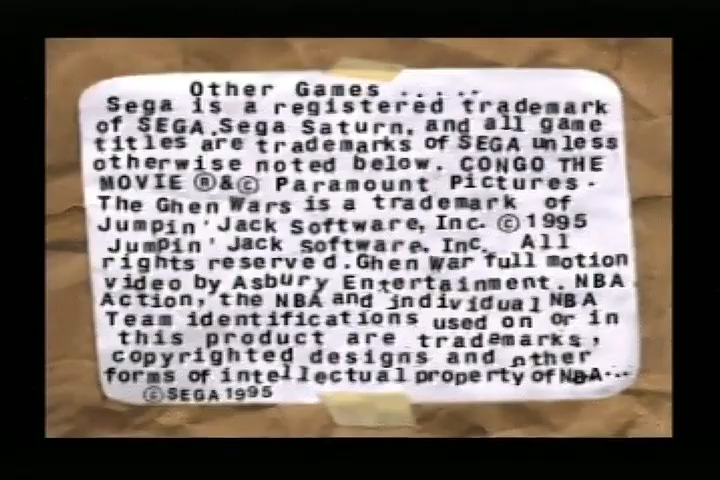 Other Games .....
Sega is a registered trademark
of SEGA.Sega Saturn, and all game
titles are trademarks of SEGA unless
otherwise noted below. CONGO THE
MOVIE ®&© Paramount Pictures.
The Ghen Wars is a trademark of
Jumpin' Jack Software, Inc. ©1995
Jumpin' Jack Software. Inc. All
rights reserved.Ghen War full motion
video by Asbury Entertainment. NBA
Action, the NBA and individual NBA
Team identifications used on or in
this product are trademarks,
copyrighted designs and other
forms of intellectual property of NBA...
©SEGA 1995